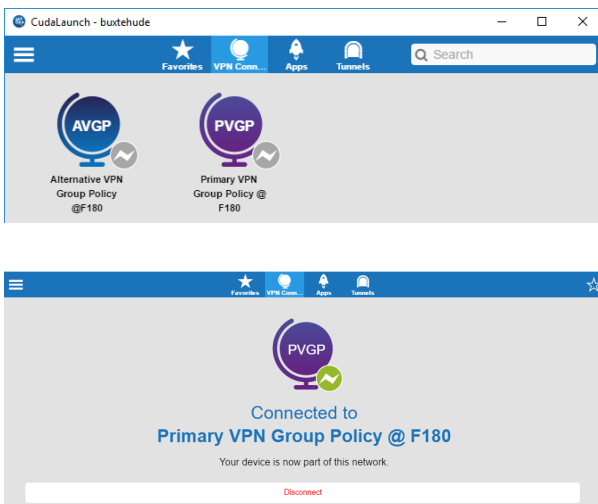 CudaLaunch - buxtehude
Favorites VPN Conn... Apps Tunnels
Search
AVGP
Alternative VPN
Group Policy
@F180
PVGP
Primary VPN
Group Policy @
F180
Favorites VPN Conn... Apps Tunnels
PVGP
Connected to
Primary VPN Group Policy @ F180
Your device is now part of this network.
Disconnect